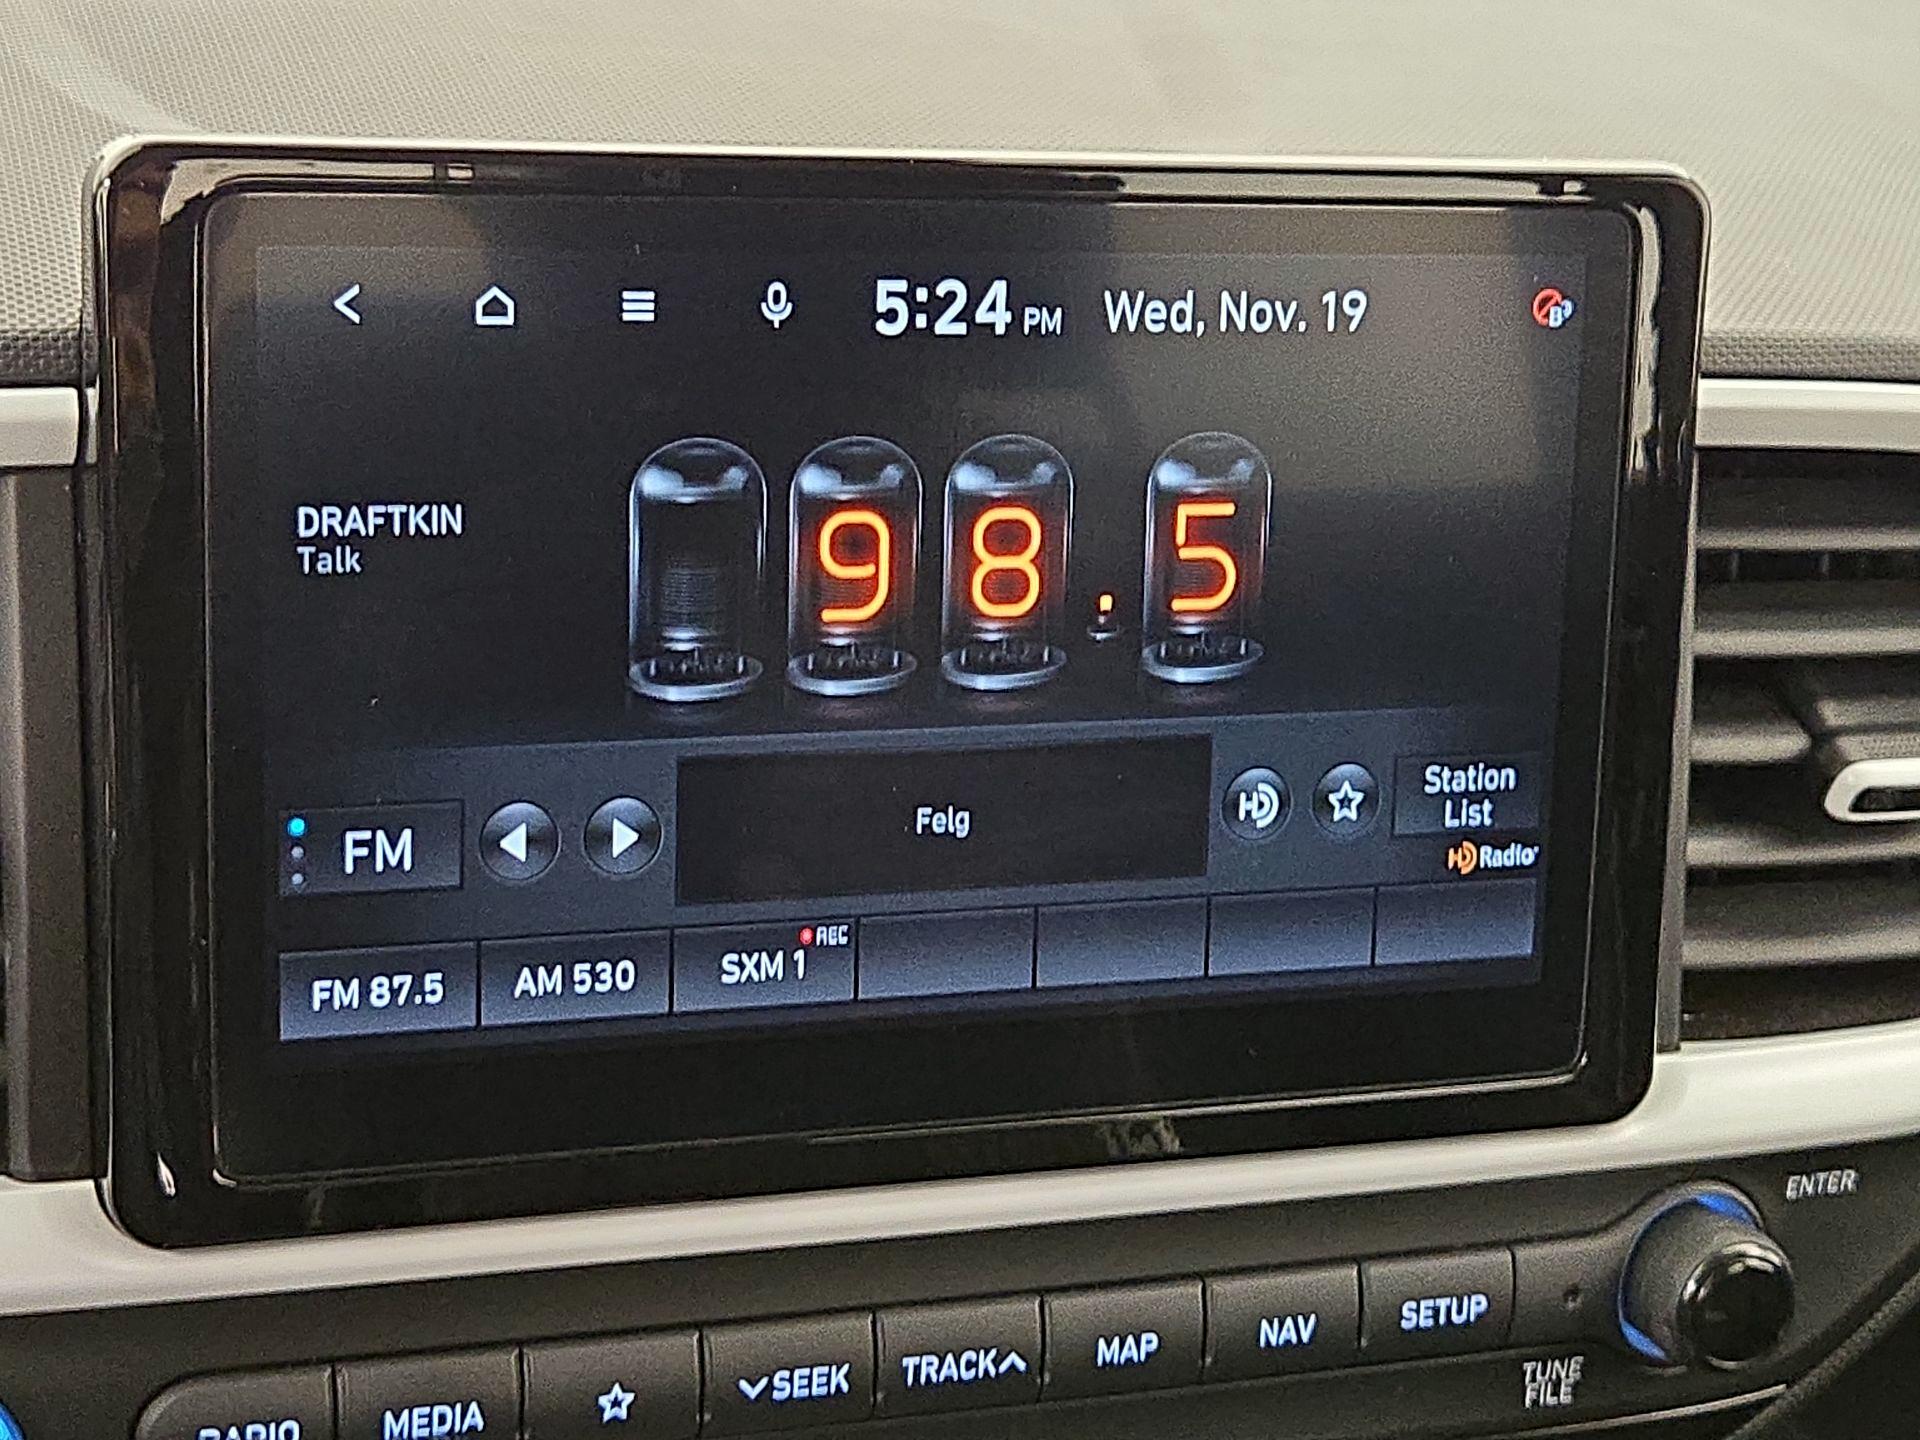 5:24 PM Wed, Nov. 19
98.5
DRAFTKIN
Talk
FM
Felg
HD
Station
List
HD Radio
REC
FM 87.5
AM 530
SXM 1
ENTER
RADIO
MEDIA
SEEK
TRACK
MAP
NAV
SETUP
TUNE
FILE